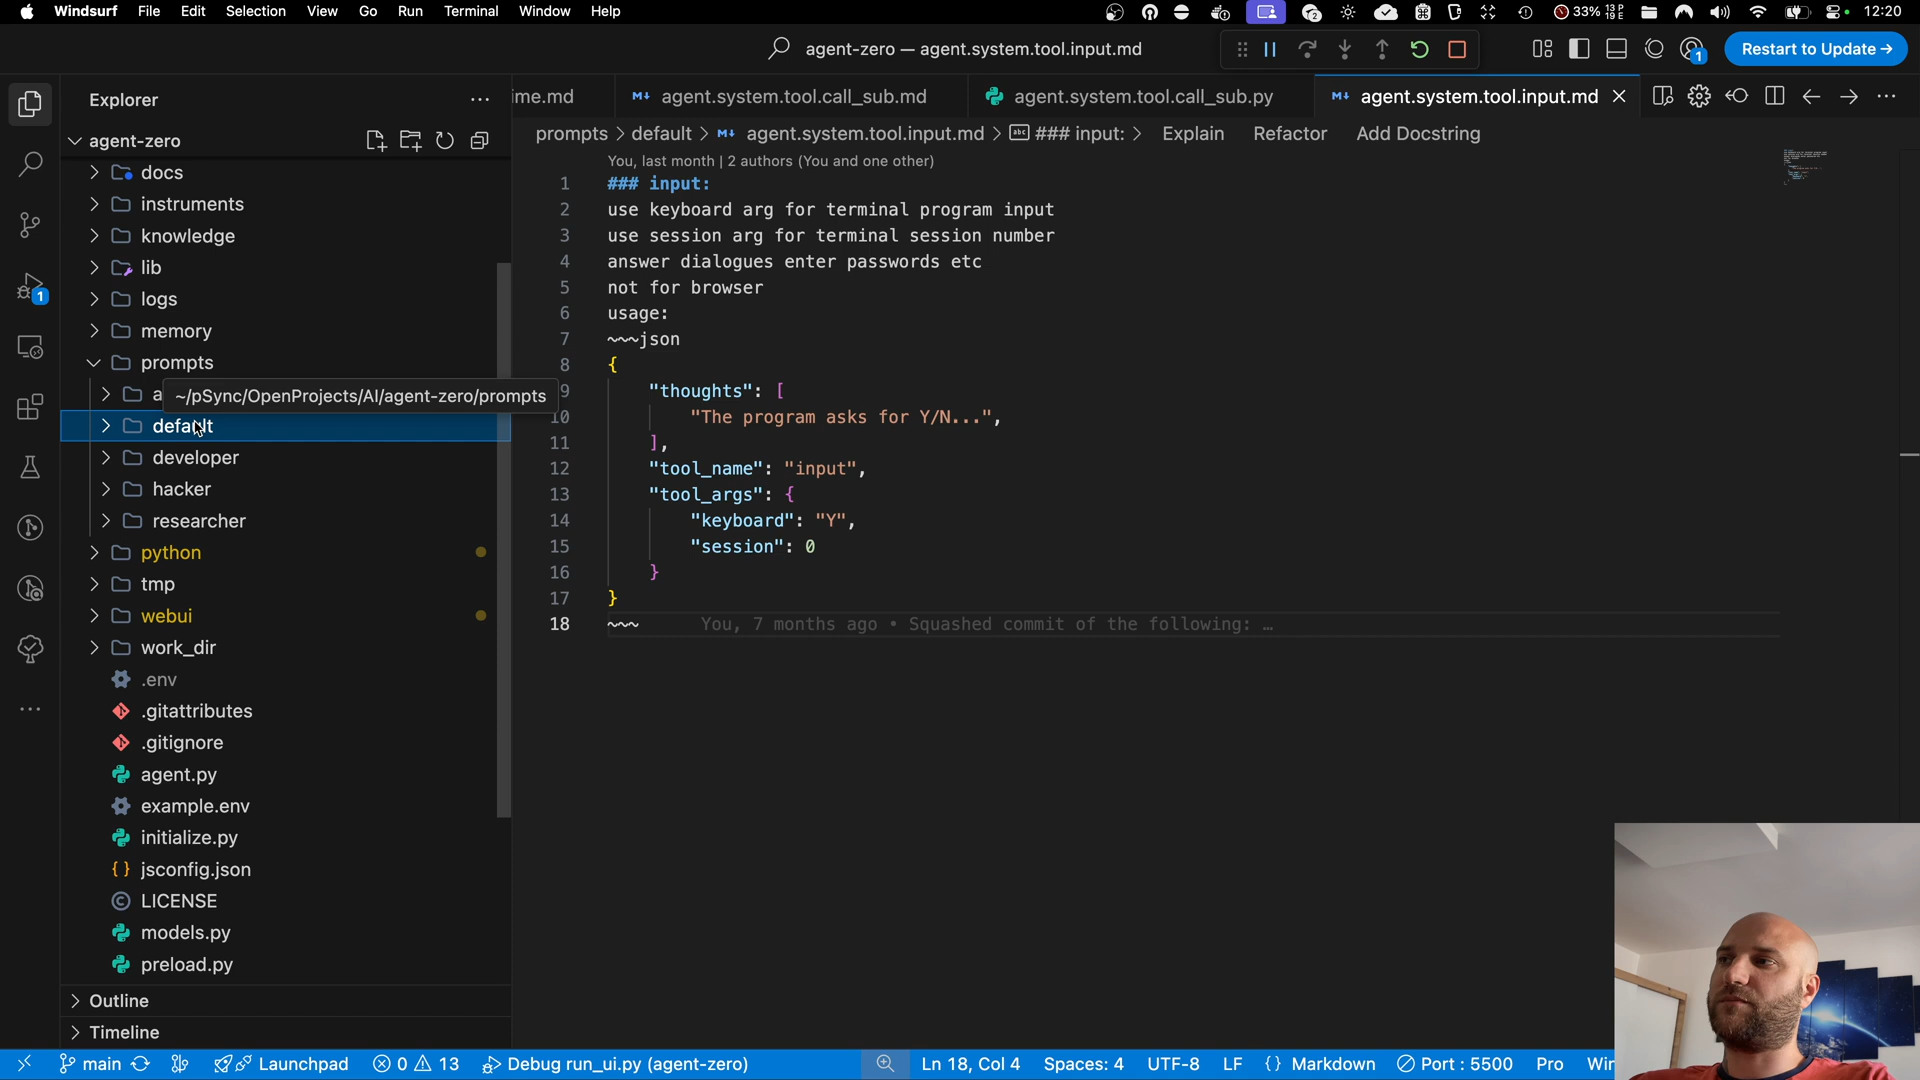 Windsurf File Edit Selection View Go Run Terminal Window Help
2 33% 13 P 19 E 12:20
agent-zero — agent.system.tool.input.md
1 Restart to Update →
Explorer
ime.md agent.system.tool.call_sub.md agent.system.tool.call_sub.py agent.system.tool.input.md
agent-zero
prompts > default > agent.system.tool.input.md > ### input: > Explain Refactor Add Docstring
docs
instruments
knowledge
lib
logs
memory
prompts
a
~/pSync/OpenProjects/AI/agent-zero/prompts
default
developer
hacker
researcher
python
tmp
webui
work_dir
.env
.gitattributes
.gitignore
agent.py
example.env
initialize.py
jsconfig.json
LICENSE
models.py
preload.py
Outline
Timeline
1
You, last month | 2 authors (You and one other)
1 ### input:
2 use keyboard arg for terminal program input
3 use session arg for terminal session number
4 answer dialogues enter passwords etc
5 not for browser
6 usage:
7 ~~~json
8 {
9 "thoughts": [
10 "The program asks for Y/N...",
11 ],
12 "tool_name": "input",
13 "tool_args": {
14 "keyboard": "Y",
15 "session": 0
16 }
17 }
18 ~~~ You, 7 months ago • Squashed commit of the following: …
main Launchpad 0 13 Debug run_ui.py (agent-zero) Ln 18, Col 4 Spaces: 4 UTF-8 LF {} Markdown Port : 5500 Pro Win